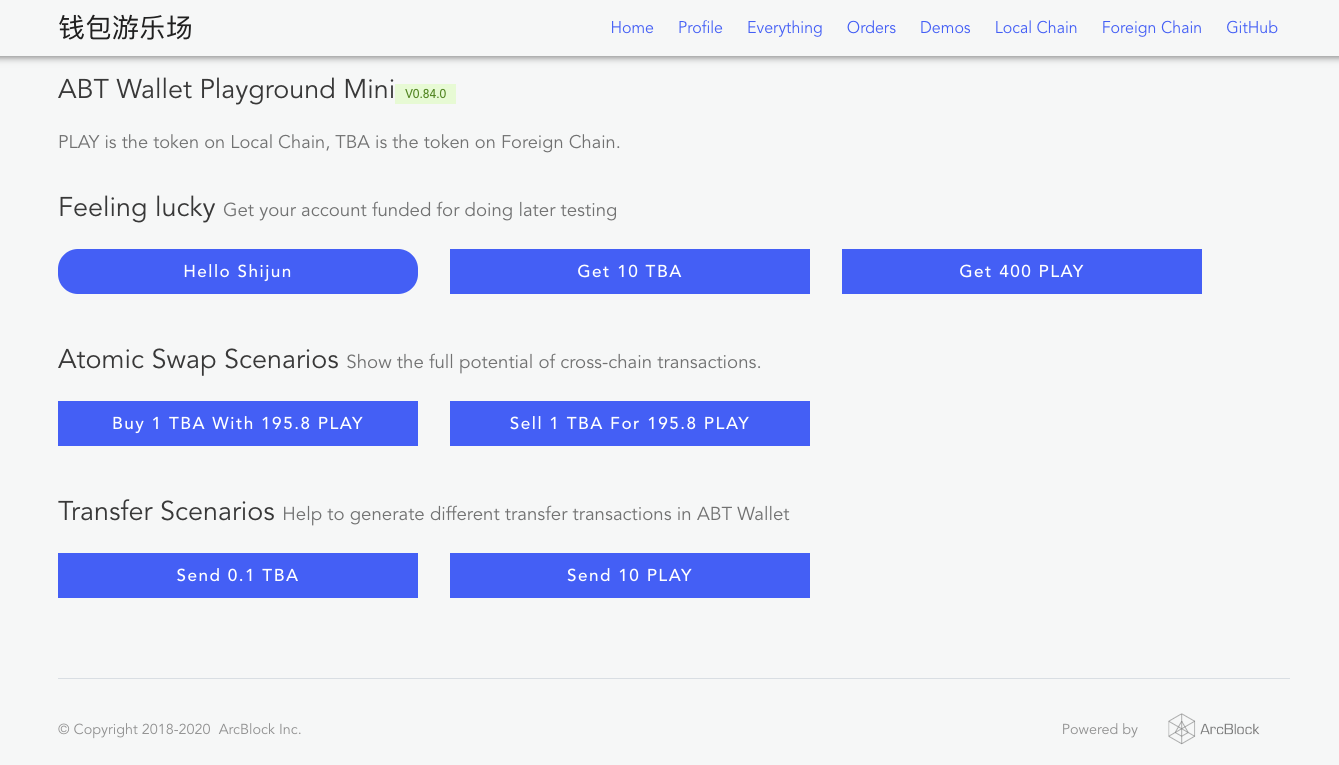 钱包游乐场
Home Profile Everything Orders Demos Local Chain Foreign Chain GitHub
ABT Wallet Playground Mini V0.84.0
PLAY is the token on Local Chain, TBA is the token on Foreign Chain.
Feeling lucky Get your account funded for doing later testing
Hello Shijun
Get 10 TBA
Get 400 PLAY
Atomic Swap Scenarios Show the full potential of cross-chain transactions.
Buy 1 TBA With 195.8 PLAY
Sell 1 TBA For 195.8 PLAY
Transfer Scenarios Help to generate different transfer transactions in ABT Wallet
Send 0.1 TBA
Send 10 PLAY
© Copyright 2018-2020 ArcBlock Inc.
Powered by ArcBlock